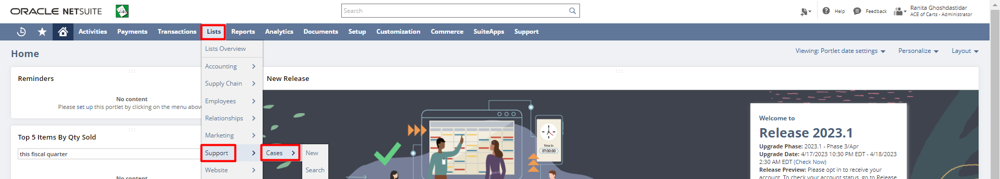 ORACLE NETSUITE
Search
Help
Feedback
Ranita Ghoshdastidar
ACE of Carts - Administrator
Activities Payments Transactions Lists Reports Analytics Documents Setup Customization Commerce SuiteApps Support
Home
Viewing: Portlet date settings Personalize Layout
Lists Overview
Accounting
Supply Chain
Employees
Relationships
Marketing
Support
Website
Cases
New
Search
Reminders
No content
Please set up this portlet by clicking on the menu above
Top 5 Items By Qty Sold
this fiscal quarter
No content
New Release
Time In
07:00:00
Welcome to
Release 2023.1
Upgrade Phase: 2023.1 - Phase 3/Apr
Upgrade Date: 4/17/2023 10:30 PM EDT - 4/18/2023
2:30 AM EDT (Check Now)
Release Preview: Please opt in to receive your
account. To check your account status, go to Release